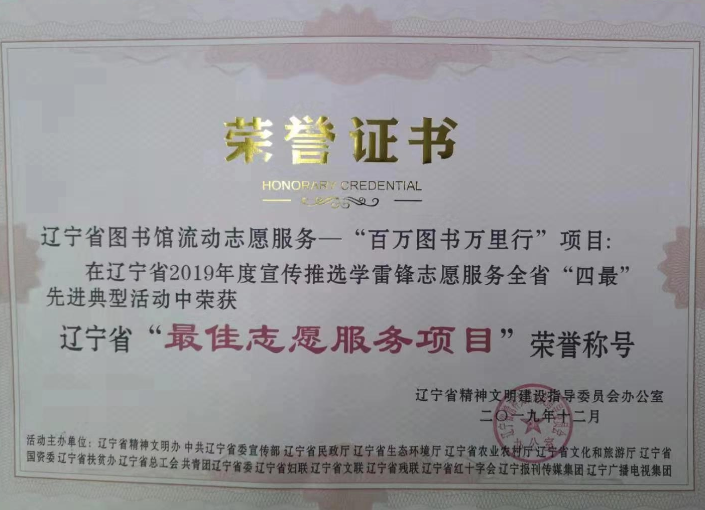 荣誉证书
HONORARY CREDENTIAL
辽宁省图书馆流动志愿服务—“百万图书万里行”项目:
在辽宁省2019年度宣传推选学雷锋志愿服务全省“四最”
先进典型活动中荣获
辽宁省“最佳志愿服务项目”荣誉称号
辽宁省精神文明建设指导委员会办公室
二〇一九年十二月
活动主办单位: 辽宁省精神文明办 中共辽宁省委宣传部 辽宁省民政厅 辽宁省生态环境厅 辽宁省农业农村厅 辽宁省文化和旅游厅 辽宁省
国资委 辽宁省扶贫办 辽宁省总工会 共青团辽宁省委 辽宁省妇联 辽宁省文联 辽宁省残联 辽宁省红十字会 辽宁报刊传媒集团 辽宁广播电视集团